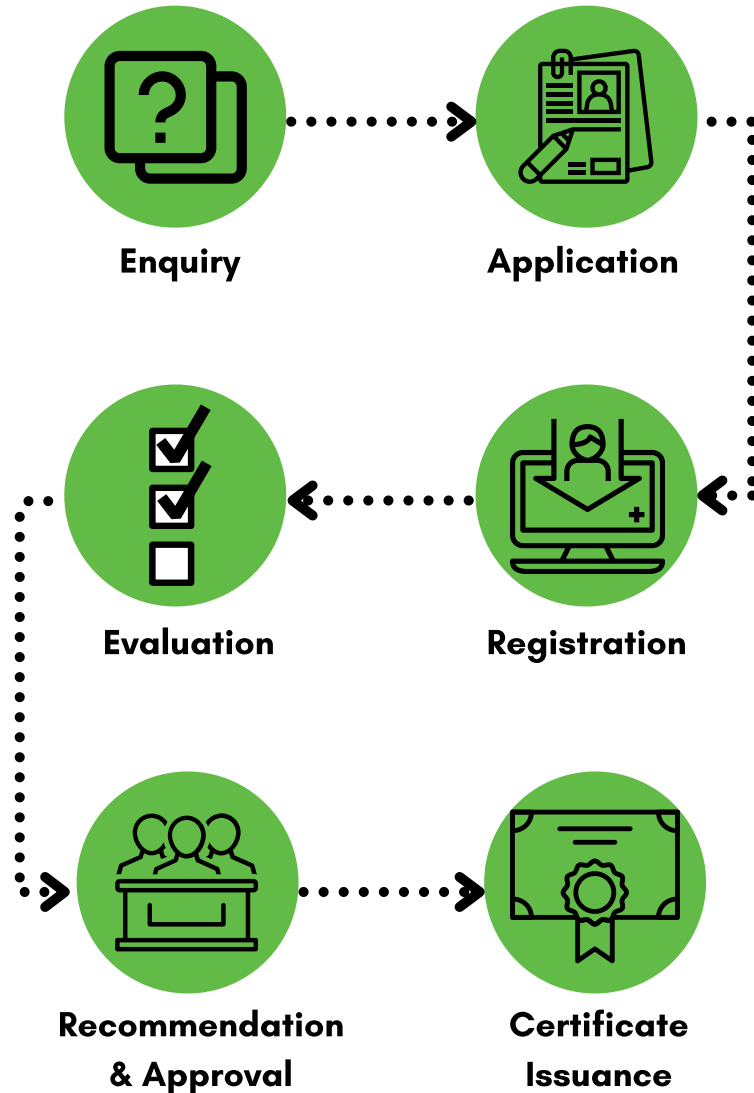 ?
Enquiry
Application
Registration
Evaluation
Recommendation
& Approval
Certificate
Issuance